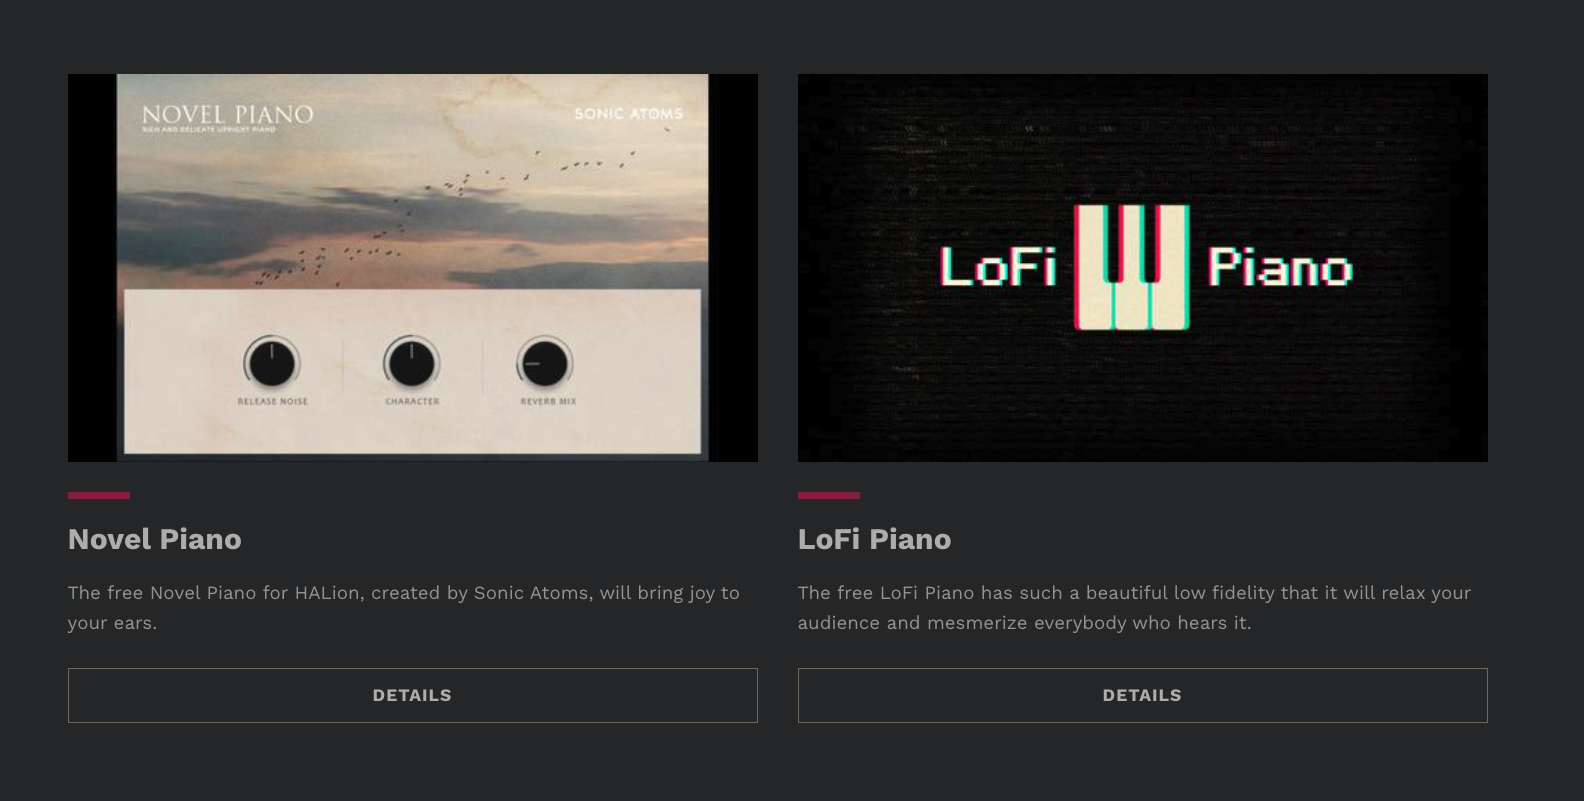 NOVEL PIANO
RICH AND DELICATE UPRIGHT PIANO
SONIC ATOMS
RELEASE NOISE
CHARACTER
REVERB MIX
LoFi Piano
Novel Piano
The free Novel Piano for HALion, created by Sonic Atoms, will bring joy to
your ears.
DETAILS
LoFi Piano
The free LoFi Piano has such a beautiful low fidelity that it will relax your
audience and mesmerize everybody who hears it.
DETAILS